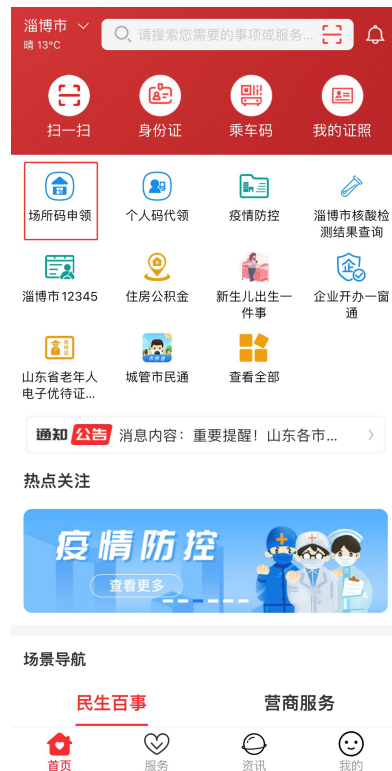 淄博市
晴 13°C
请搜索您需要的事项或服务...
扫一扫
身份证
乘车码
我的证照
场所码申领
个人码代领
疫情防控
淄博市核酸检
测结果查询
淄博市12345
住房公积金
新生儿出生一
件事
企业开办一窗
通
山东省老年人
电子优待证...
城管市民通
查看全部
通知 公告 消息内容：重要提醒！山东各市...
热点关注
疫情防控
查看更多
场景导航
民生百事
营商服务
首页
服务
资讯
我的